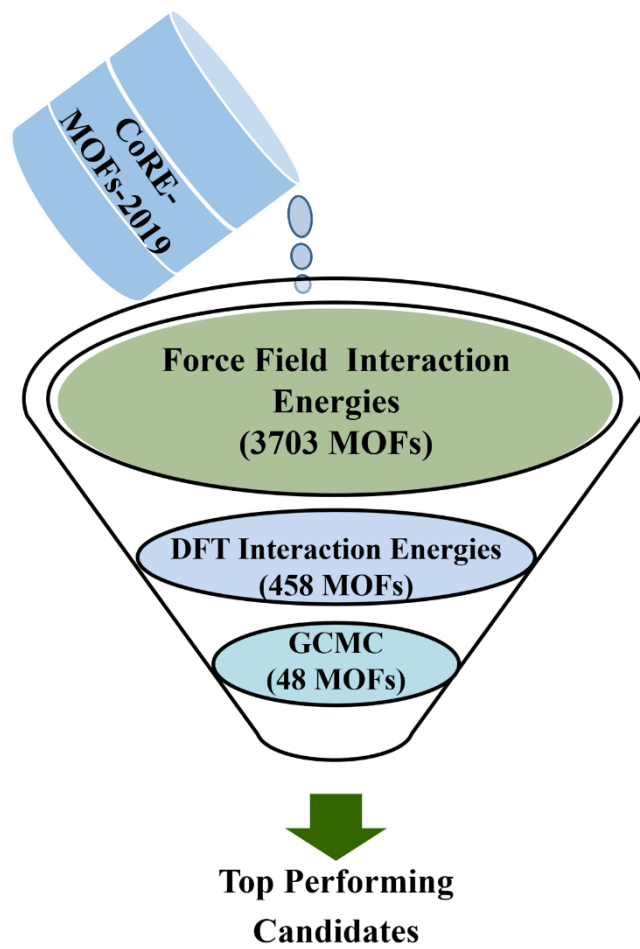 CoRE-
MOFs-2019
Force Field Interaction
Energies
(3703 MOFs)
DFT Interaction Energies
(458 MOFs)
GCMC
(48 MOFs)
Top Performing
Candidates